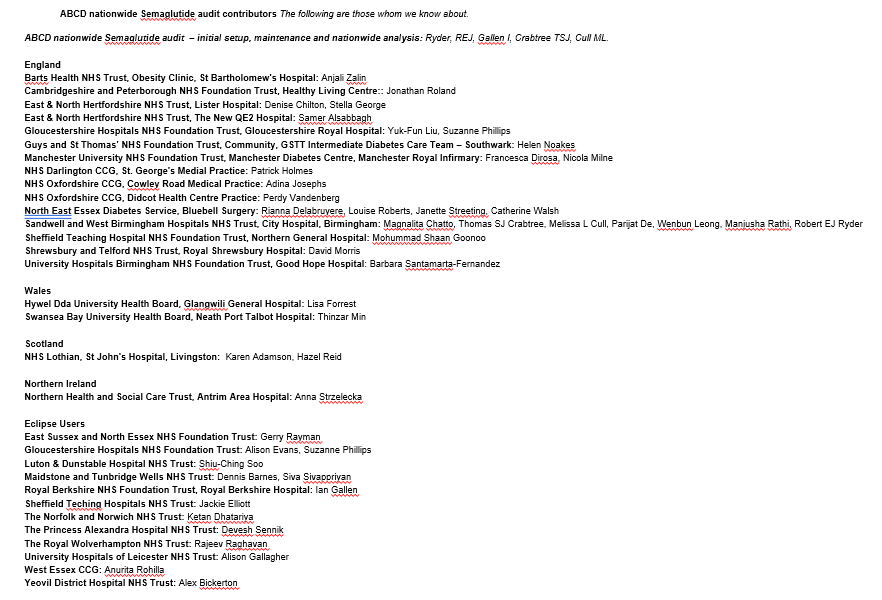 ABCD nationwide Semaglutide audit contributors The following are those whom we know about.
ABCD nationwide Semaglutide audit – initial setup, maintenance and nationwide analysis: Ryder, REJ, Gallen I, Crabtree TSJ, Cull ML.
England
Barts Health NHS Trust, Obesity Clinic, St Bartholomew's Hospital: Anjali Zalin
Cambridgeshire and Peterborough NHS Foundation Trust, Healthy Living Centre:: Jonathan Roland
East & North Hertfordshire NHS Trust, Lister Hospital: Denise Chilton, Stella George
East & North Hertfordshire NHS Trust, The New QE2 Hospital: Samer Alsabbagh
Gloucestershire Hospitals NHS Foundation Trust, Gloucestershire Royal Hospital: Yuk-Fun Liu, Suzanne Phillips
Guys and St Thomas' NHS Foundation Trust, Community, GSTT Intermediate Diabetes Care Team – Southwark: Helen Noakes
Manchester University NHS Foundation Trust, Manchester Diabetes Centre, Manchester Royal Infirmary: Francesca Dirosa, Nicola Milne
NHS Darlington CCG, St. George's Medial Practice: Patrick Holmes
NHS Oxfordshire CCG, Cowley Road Medical Practice: Adina Josephs
NHS Oxfordshire CCG, Didcot Health Centre Practice: Perdy Vandenberg
North East Essex Diabetes Service, Bluebell Surgery: Rianna Delabruyere, Louise Roberts, Janette Streeting, Catherine Walsh
Sandwell and West Birmingham Hospitals NHS Trust, City Hospital, Birmingham: Magnalita Chatto, Thomas SJ Crabtree, Melissa L Cull, Parijat De, Wenbun Leong, Manjusha Rathi, Robert EJ Ryder
Sheffield Teaching Hospital NHS Foundation Trust, Northern General Hospital: Mohummad Shaan Goonoo
Shrewsbury and Telford NHS Trust, Royal Shrewsbury Hospital: David Morris
University Hospitals Birmingham NHS Foundation Trust, Good Hope Hospital: Barbara Santamarta-Fernandez
Wales
Hywel Dda University Health Board, Glangwili General Hospital: Lisa Forrest
Swansea Bay University Health Board, Neath Port Talbot Hospital: Thinzar Min
Scotland
NHS Lothian, St John's Hospital, Livingston: Karen Adamson, Hazel Reid
Northern Ireland
Northern Health and Social Care Trust, Antrim Area Hospital: Anna Strzelecka
Eclipse Users
East Sussex and North Essex NHS Foundation Trust: Gerry Rayman
Gloucestershire Hospitals NHS Foundation Trust: Alison Evans, Suzanne Phillips
Luton & Dunstable Hospital NHS Trust: Shiu-Ching Soo
Maidstone and Tunbridge Wells NHS Trust: Dennis Barnes, Siva Sivappriyan
Royal Berkshire NHS Foundation Trust, Royal Berkshire Hospital: Ian Gallen
Sheffield Teching Hospitals NHS Trust: Jackie Elliott
The Norfolk and Norwich NHS Trust: Ketan Dhatariya
The Princess Alexandra Hospital NHS Trust: Devesh Sennik
The Royal Wolverhampton NHS Trust: Rajeev Raghavan
University Hospitals of Leicester NHS Trust: Alison Gallagher
West Essex CCG: Anurita Rohilla
Yeovil District Hospital NHS Trust: Alex Bickerton